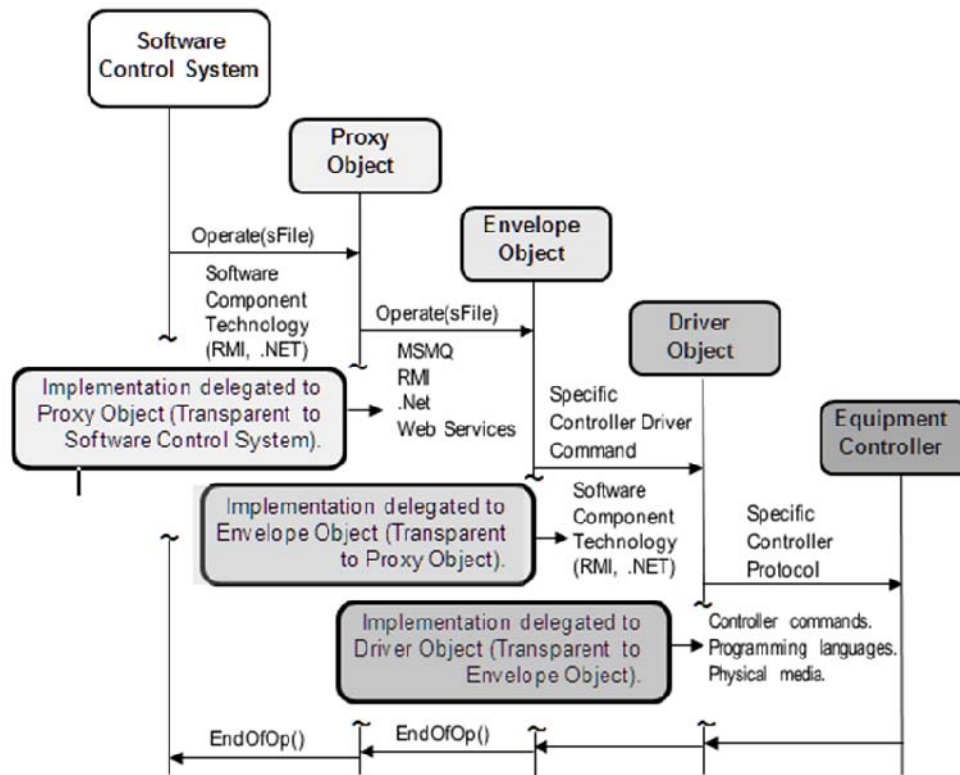 Software
Control System
Proxy
Object
Operate(sFile)
Envelope
Object
Software
Component
Technology
(RMI, .NET)
Operate(sFile)
Driver
Object
MSMQ
RMI
.Net
Web Services
Implementation delegated to
Proxy Object (Transparent to
Software Control System).
Specific
Controller Driver
Command
Equipment
Controller
Implementation delegated to
Envelope Object (Transparent
to Proxy Object).
Software
Component
Technology
(RMI, .NET)
Specific
Controller
Protocol
Implementation delegated to
Driver Object (Transparent to
Envelope Object).
Controller commands.
Programming languages.
Physical media.
EndOfOp()
EndOfOp()